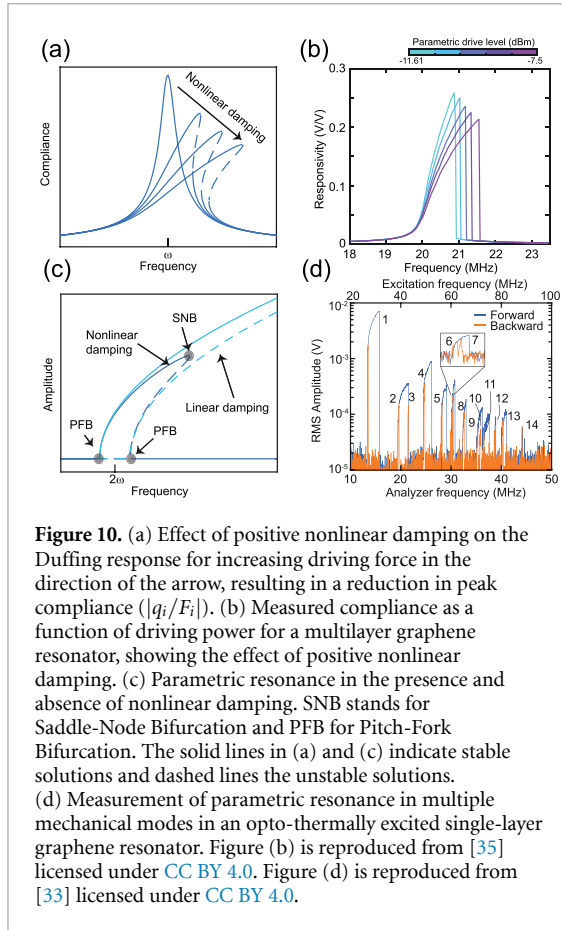 (a)
Nonlinear
damping
Compliance
ω
Frequency
(b)
Parametric drive level (dBm)
-11.61
-7.5
Responsivity (V/V)
0.3
0.2
0.1
0
18 19 20 21 22 23
Frequency (MHz)
(c)
SNB
Nonlinear
damping
Linear damping
PFB
PFB
Amplitude
2ω
Frequency
(d)
Excitation frequency (MHz)
20 40 60 80 100
Forward
Backward
RMS Amplitude (V)
10-2
10-3
10-4
10-5
1
2
3
4
5
6
7
8
9
10
11
12
13
14
10 20 30 40 50
Analyzer frequency (MHz)
Figure 10. (a) Effect of positive nonlinear damping on the
Duffing response for increasing driving force in the
direction of the arrow, resulting in a reduction in peak
compliance (|qi/Fi|). (b) Measured compliance as a
function of driving power for a multilayer graphene
resonator, showing the effect of positive nonlinear
damping. (c) Parametric resonance in the presence and
absence of nonlinear damping. SNB stands for
Saddle-Node Bifurcation and PFB for Pitch-Fork
Bifurcation. The solid lines in (a) and (c) indicate stable
solutions and dashed lines the unstable solutions.
(d) Measurement of parametric resonance in multiple
mechanical modes in an opto-thermally excited single-layer
graphene resonator. Figure (b) is reproduced from [35]
licensed under CC BY 4.0. Figure (d) is reproduced from
[33] licensed under CC BY 4.0.